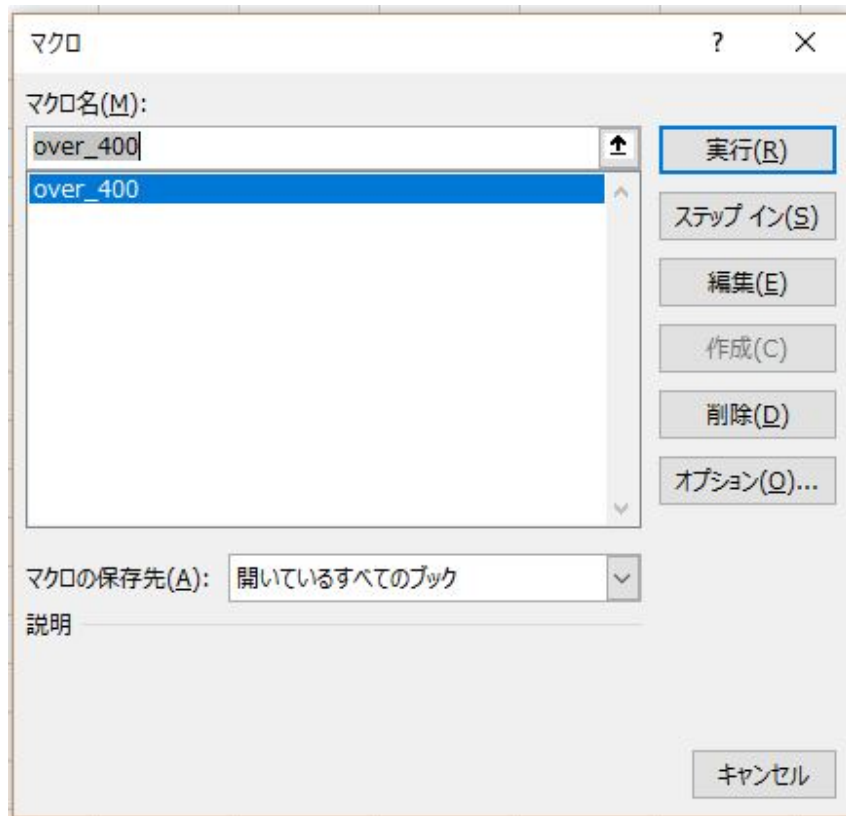 マクロ
?
マクロ名(M):
over_400
over_400
実行(R)
ステップ イン(S)
編集(E)
作成(C)
削除(D)
オプション(O)...
マクロの保存先(A):
開いているすべてのブック
説明
キャンセル